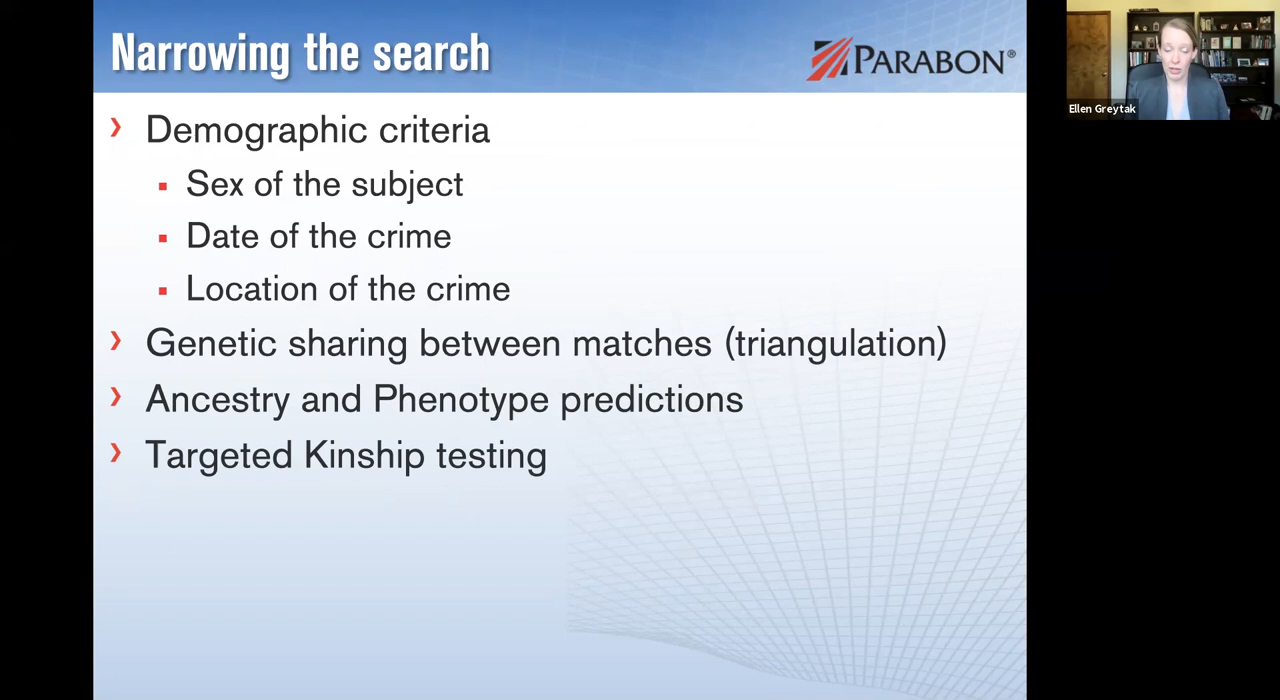 Narrowing the search
PARABON®
Demographic criteria
Sex of the subject
Date of the crime
Location of the crime
Genetic sharing between matches (triangulation)
Ancestry and Phenotype predictions
Targeted Kinship testing
Ellen Greytak